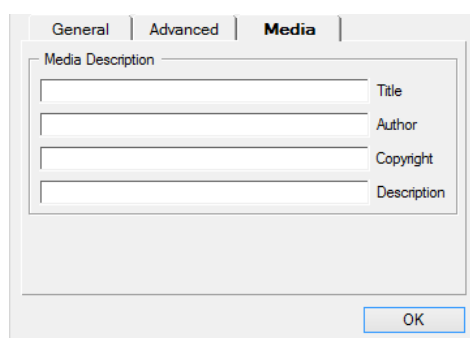 General Advanced Media
Media Description
Title
Author
Copyright
Description
OK